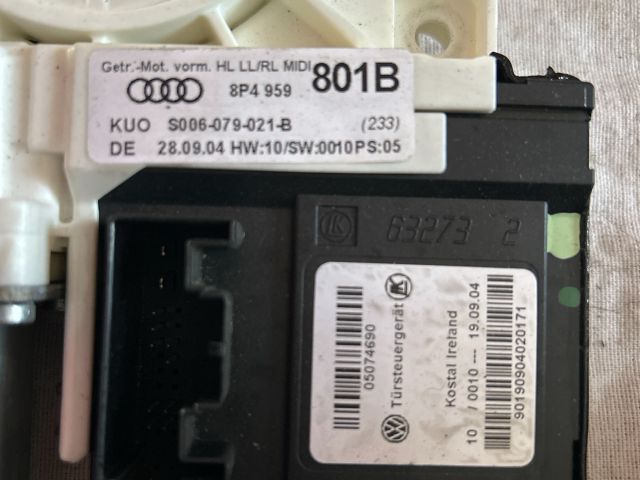 Getr.-Mot. vorm. HL LL/RL MIDI
8P4 959 801B
KUO S006-079-021-B (233)
DE 28.09.04 HW:10/SW:0010PS:05
63273 2
05074690
Türsteuergerät
Kostal Ireland
10 / 0010 --- 19.09.04
90190904020171